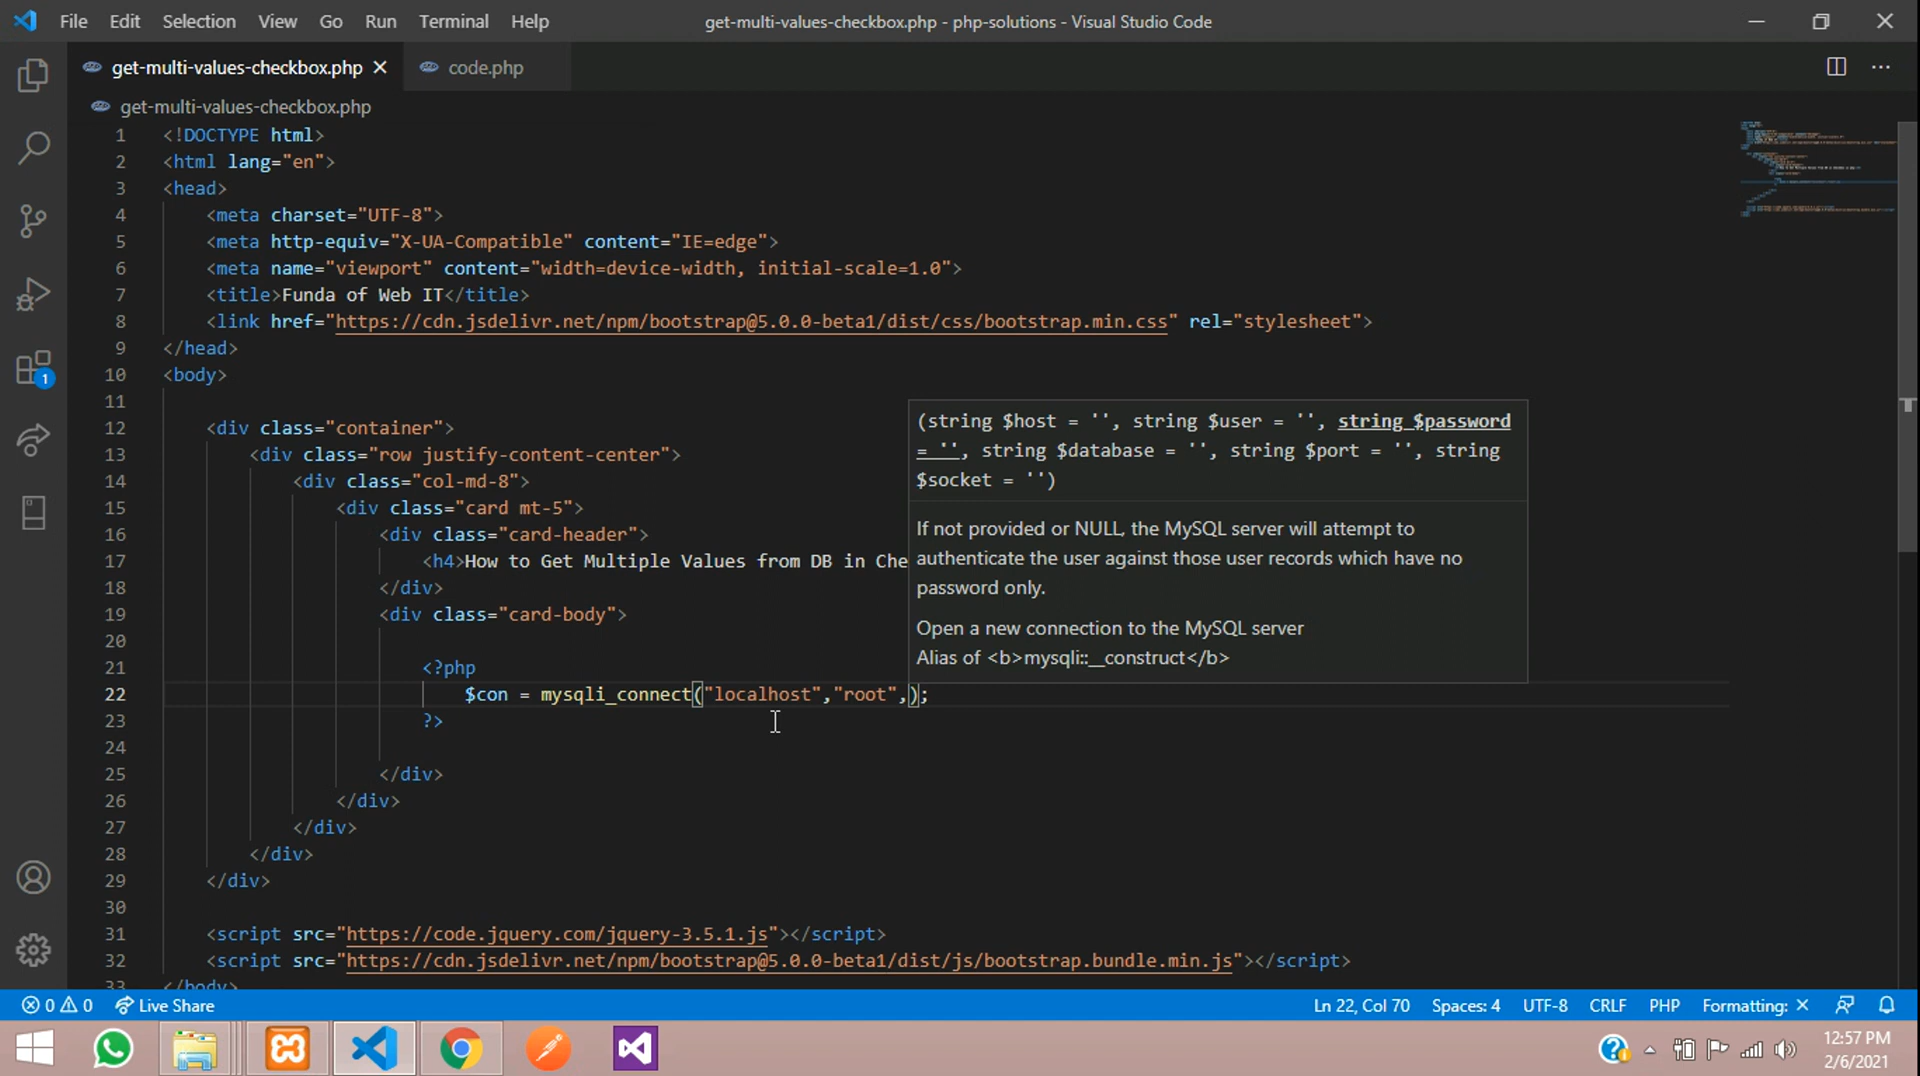 File Edit Selection View Go Run Terminal Help get-multi-values-checkbox.php - php-solutions - Visual Studio Code
get-multi-values-checkbox.php code.php
get-multi-values-checkbox.php
1 <!DOCTYPE html>
2 <html lang="en">
3 <head>
4 <meta charset="UTF-8">
5 <meta http-equiv="X-UA-Compatible" content="IE=edge">
6 <meta name="viewport" content="width=device-width, initial-scale=1.0">
7 <title>Funda of Web IT</title>
8 <link href="https://cdn.jsdelivr.net/npm/bootstrap@5.0.0-beta1/dist/css/bootstrap.min.css" rel="stylesheet">
9 </head>
10 <body>
11
12 <div class="container">
13 <div class="row justify-content-center">
14 <div class="col-md-8">
15 <div class="card mt-5">
16 <div class="card-header">
17 <h4>How to Get Multiple Values from DB in Che
18 </div>
19 <div class="card-body">
20
21 <?php
22 $con = mysqli_connect("localhost","root",);
23 ?>
24
25 </div>
26 </div>
27 </div>
28 </div>
29 </div>
30
31 <script src="https://code.jquery.com/jquery-3.5.1.js"></script>
32 <script src="https://cdn.jsdelivr.net/npm/bootstrap@5.0.0-beta1/dist/js/bootstrap.bundle.min.js"></script>
33 </body>
(string $host = '', string $user = '', string $password
= '', string $database = '', string $port = '', string
$socket = '')
If not provided or NULL, the MySQL server will attempt to
authenticate the user against those user records which have no
password only.
Open a new connection to the MySQL server
Alias of <b>mysqli::__construct</b>
1
0 0 Live Share Ln 22, Col 70 Spaces: 4 UTF-8 CRLF PHP Formatting: ×
12:57 PM
2/6/2021